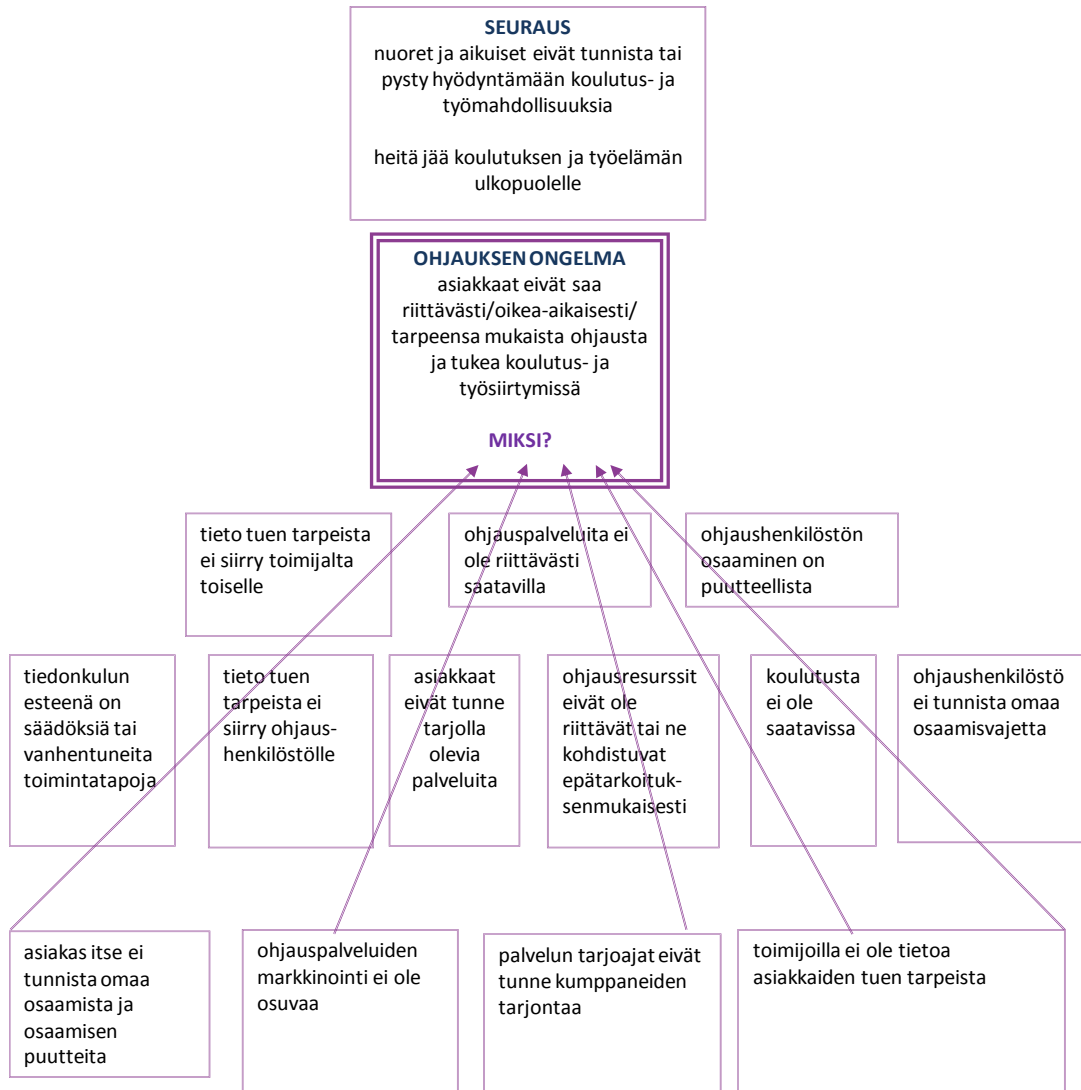 SEURAUS
nuoret ja aikuiset eivät tunnista tai
pysty hyödyntämään koulutus- ja
työmahdollisuuksia
heitä jää koulutuksen ja työelämän
ulkopuolelle
OHJAUKSEN ONGELMA
asiakkaat eivät saa
riittävästi/oikea-aikaisesti/
tarpeensa mukaista ohjausta
ja tukea koulutus- ja
työsiirtymissä
MIKSI?
tieto tuen tarpeista
ei siirry toimijalta
toiselle
ohjauspalveluita ei
ole riittävästi
saatavilla
ohjaushenkilöstön
osaaminen on
puutteellista
tiedonkulun
esteenä on
säädöksiä tai
vanhentuneita
toimintatapoja
tieto tuen
tarpeista ei
siirry ohjaus-
henkilöstölle
asiakkaat
eivät tunne
tarjolla
olevia
palveluita
ohjausresurssit
eivät ole
riittävät tai ne
kohdistuvat
epätarkoituk-
senmukaisesti
koulutusta
ei ole
saatavissa
ohjaushenkilöstö
ei tunnista omaa
osaamisvajetta
asiakas itse ei
tunnista omaa
osaamista ja
osaamisen
puutteita
ohjauspalveluiden
markkinointi ei ole
osuvaa
palvelun tarjoajat eivät
tunne kumppaneiden
tarjontaa
toimijoilla ei ole tietoa
asiakkaiden tuen tarpeista